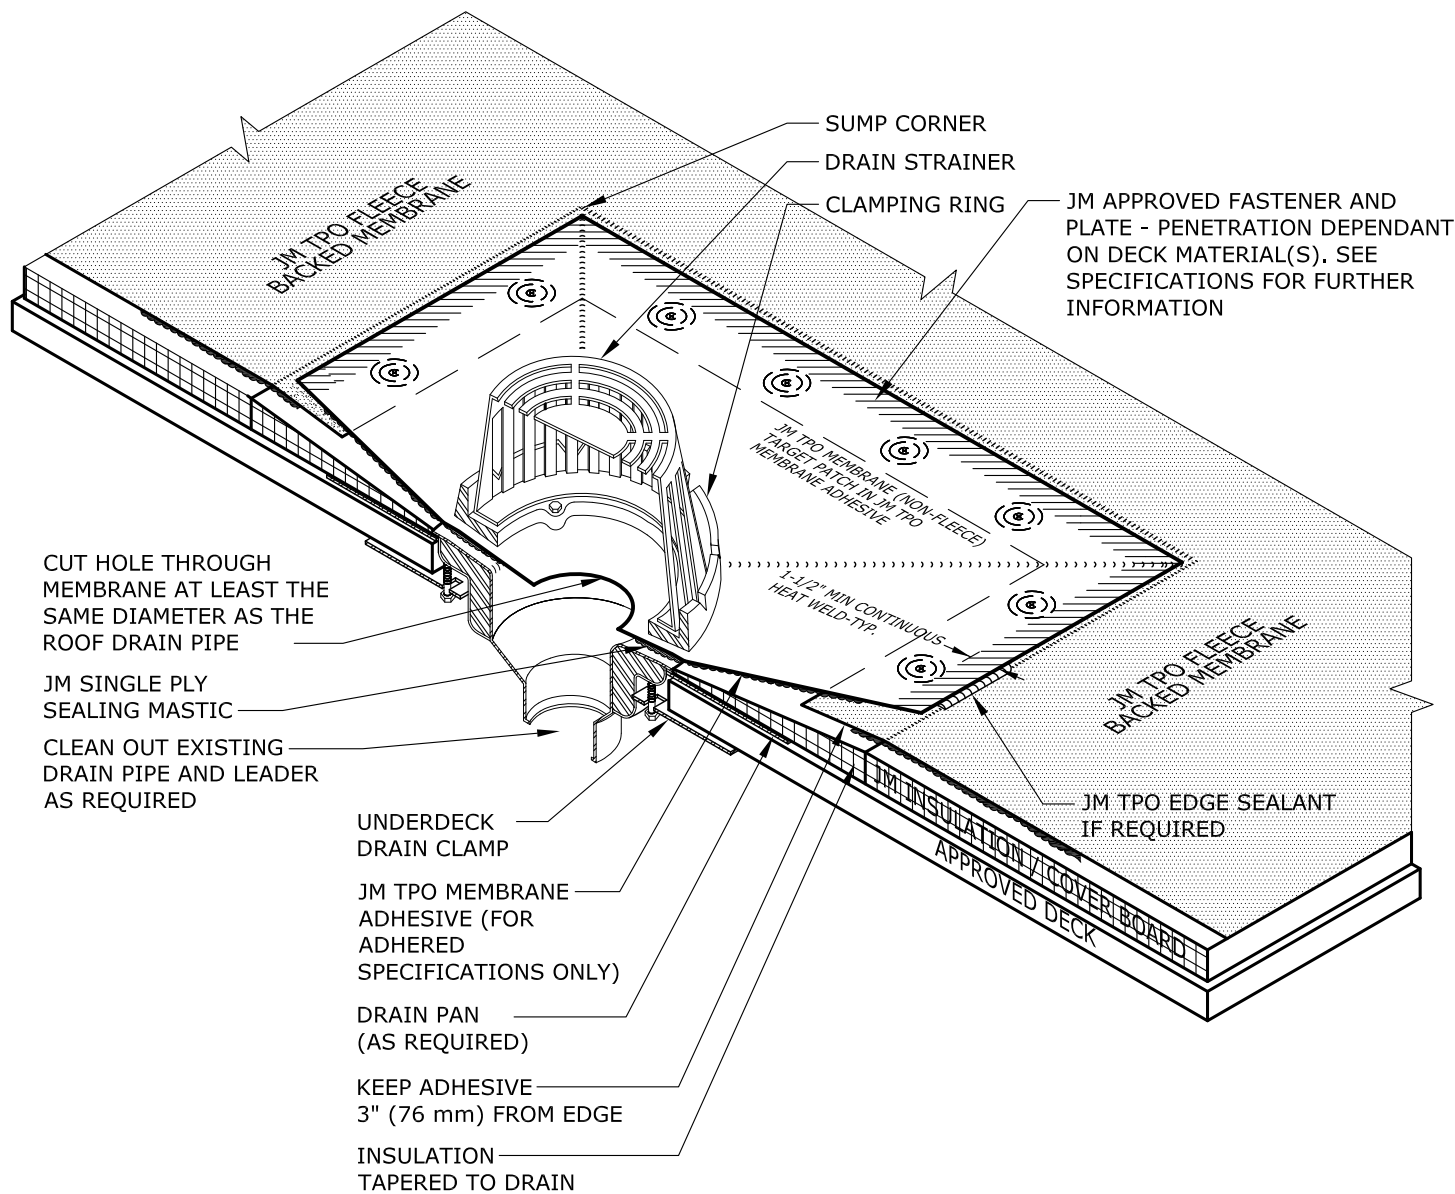 SUMP CORNER
DRAIN STRAINER
CLAMPING RING
JM APPROVED FASTENER AND
PLATE - PENETRATION DEPENDANT
ON DECK MATERIAL(S). SEE
SPECIFICATIONS FOR FURTHER
INFORMATION
JM TPO FLEECE
BACKED MEMBRANE
JM TPO MEMBRANE (NON-FLEECE)
TARGET PATCH IN JM TPO
MEMBRANE ADHESIVE
1-1/2" MIN CONTINUOUS
HEAT WELD-TYP.
JM TPO FLEECE
BACKED MEMBRANE
CUT HOLE THROUGH
MEMBRANE AT LEAST THE
SAME DIAMETER AS THE
ROOF DRAIN PIPE
JM SINGLE PLY
SEALING MASTIC
CLEAN OUT EXISTING
DRAIN PIPE AND LEADER
AS REQUIRED
JM TPO EDGE SEALANT
IF REQUIRED
JM INSULATION / COVER BOARD
APPROVED DECK
UNDERDECK
DRAIN CLAMP
JM TPO MEMBRANE
ADHESIVE (FOR
ADHERED
SPECIFICATIONS ONLY)
DRAIN PAN
(AS REQUIRED)
KEEP ADHESIVE
3" (76 mm) FROM EDGE
INSULATION
TAPERED TO DRAIN